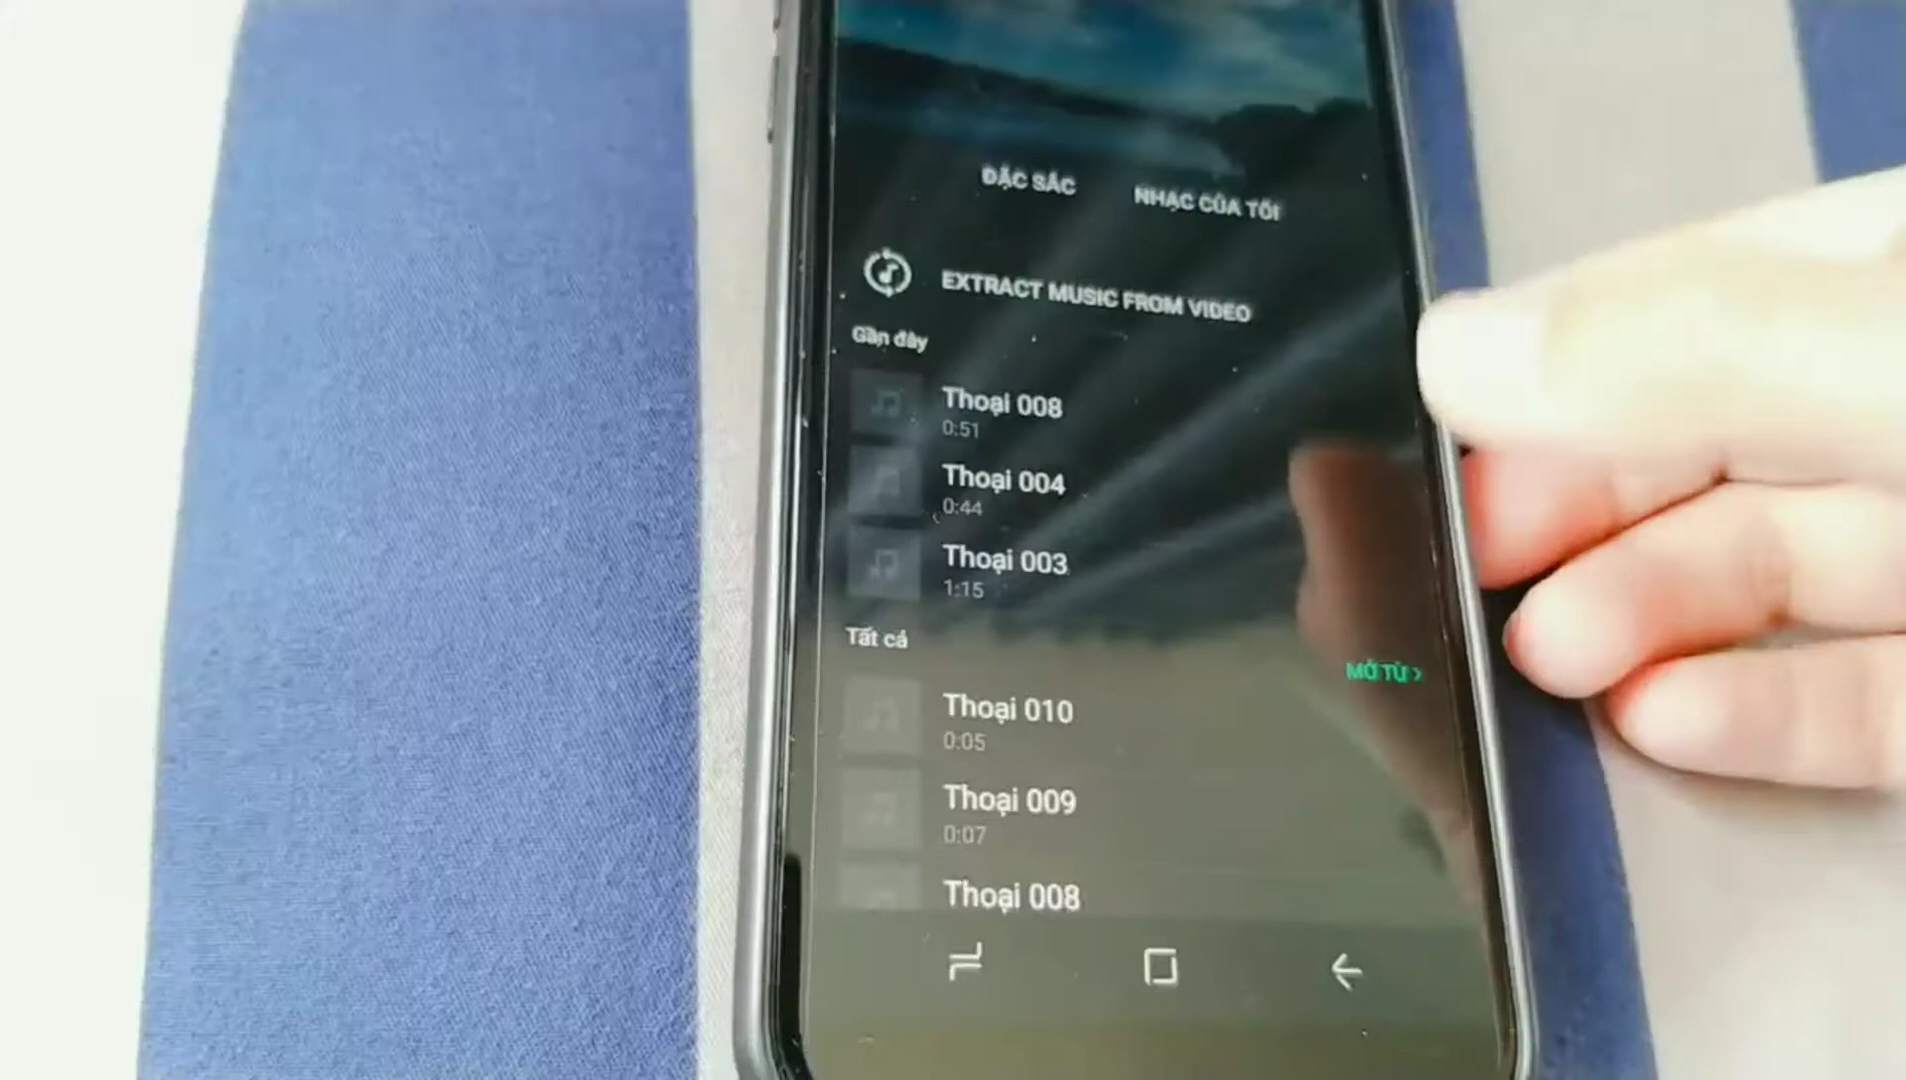 ĐẶC SẮC
NHẠC CỦA TÔI
EXTRACT MUSIC FROM VIDEO
Gần đây
Thoại 008
0:51
Thoại 004
0:44
Thoại 003
1:15
Tất cả
MỞ TỪ >
Thoại 010
0:05
Thoại 009
0:07
Thoại 008